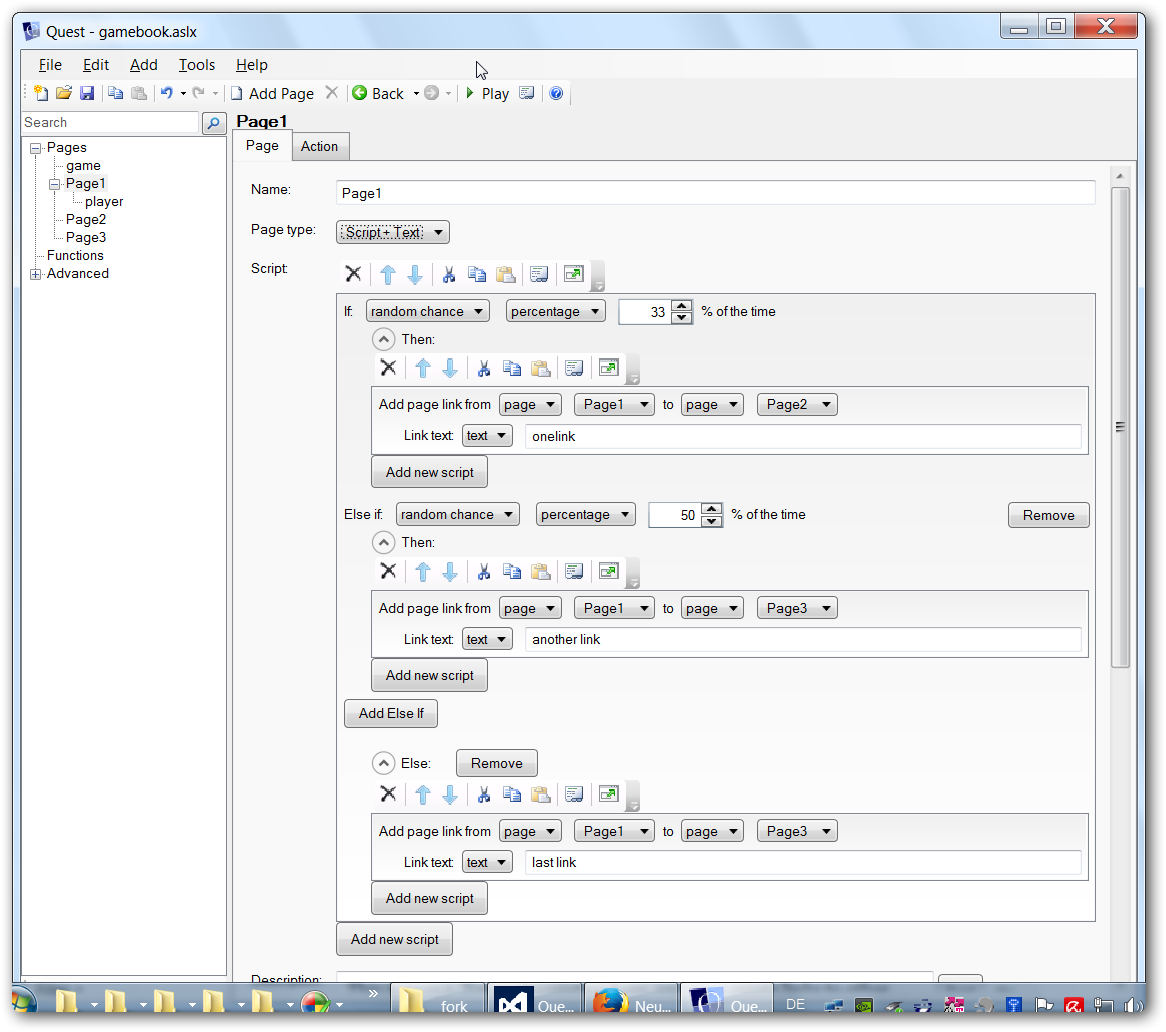 Quest - gamebook.aslx
File Edit Add Tools Help
Add Page Back Play
Search
Page1
Page Action
Pages
game
Page1
player
Page2
Page3
Functions
Advanced
Name: Page1
Page type: Script + Text
Script:
If: random chance percentage 33 % of the time
Then:
Add page link from page Page1 to page Page2
Link text: text onelink
Add new script
Else if: random chance percentage 50 % of the time Remove
Then:
Add page link from page Page1 to page Page3
Link text: text another link
Add new script
Add Else If
Else: Remove
Add page link from page Page1 to page Page3
Link text: text last link
Add new script
Add new script
Description:
fork Que... Neu... Que... DE